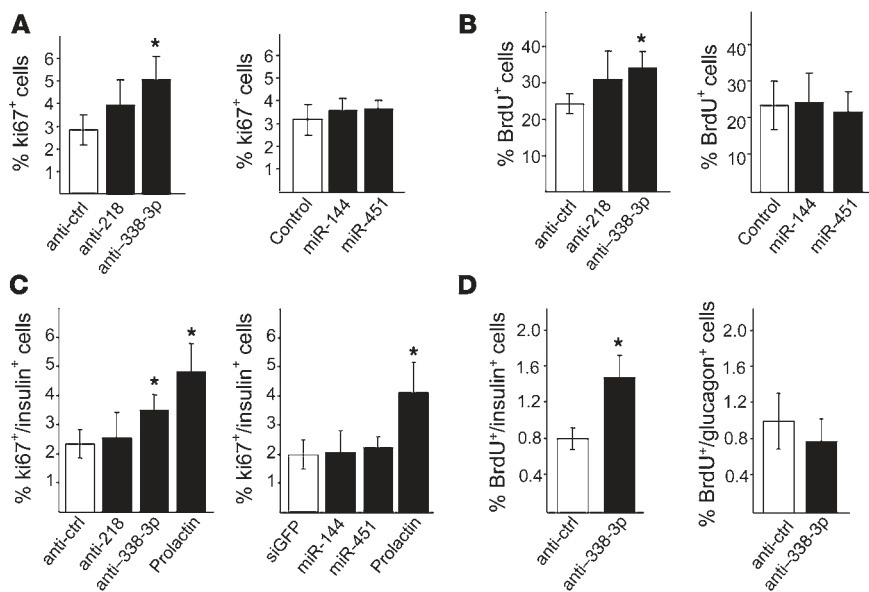 A
% ki67+ cells
6
5
4
3
2
1
*
anti-ctrl
anti-218
anti–338-3p
% ki67+ cells
6
5
4
3
2
1
Control
miR-144
miR-451
B
% BrdU+ cells
40
30
20
10
*
anti-ctrl
anti-218
anti–338-3p
% BrdU+ cells
40
30
20
10
Control
miR-144
miR-451
C
% ki67+/insulin+ cells
6
5
4
3
2
1
*
*
anti-ctrl
anti-218
anti–338-3p
Prolactin
% ki67+/insulin+ cells
6
5
4
3
2
1
*
siGFP
miR-144
miR-451
Prolactin
D
% BrdU+/insulin+ cells
2.0
1.6
1.2
0.8
0.4
*
anti-ctrl
anti–338-3p
% BrdU+/glucagon+ cells
2.0
1.6
1.2
0.8
0.4
anti-ctrl
anti–338-3p